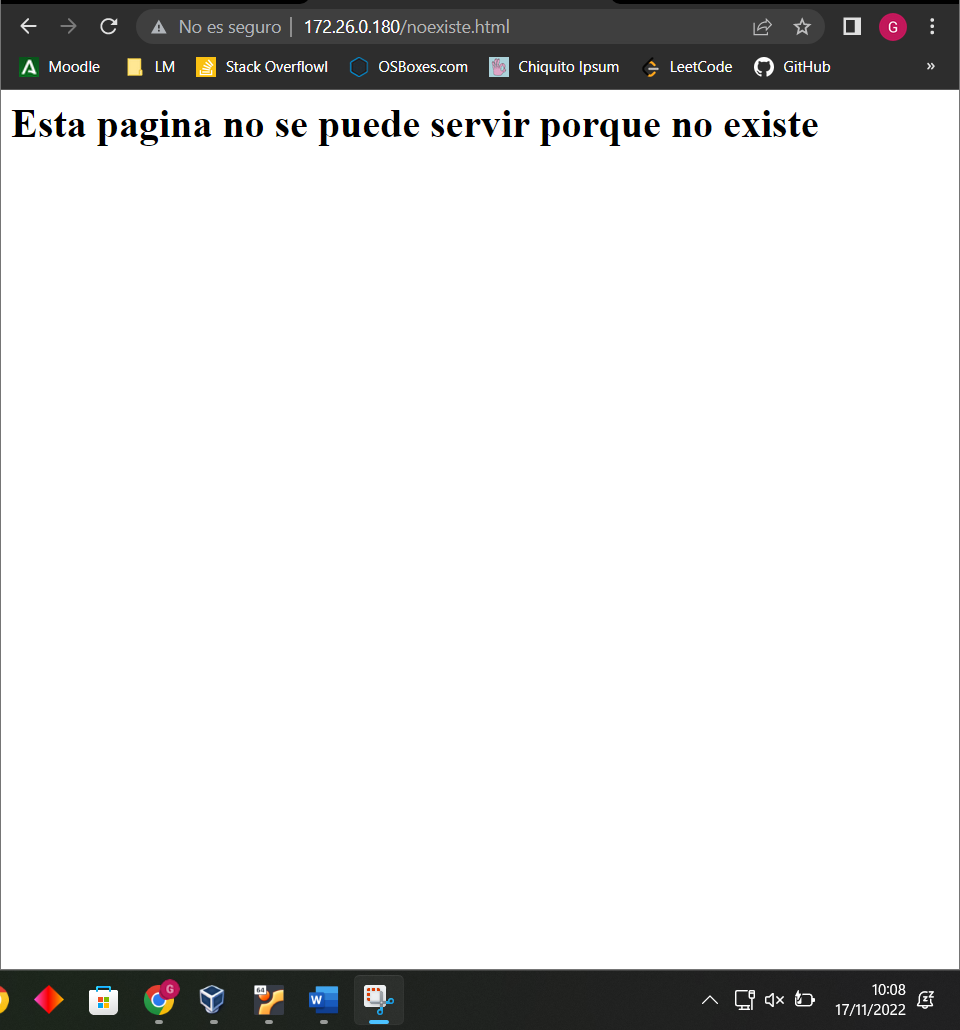 No es seguro | 172.26.0.180/noexiste.html
G
Moodle LM Stack Overflowl OSBoxes.com Chiquito Ipsum LeetCode GitHub »
Esta pagina no se puede servir porque no existe
G
64
W
10:08
17/11/2022